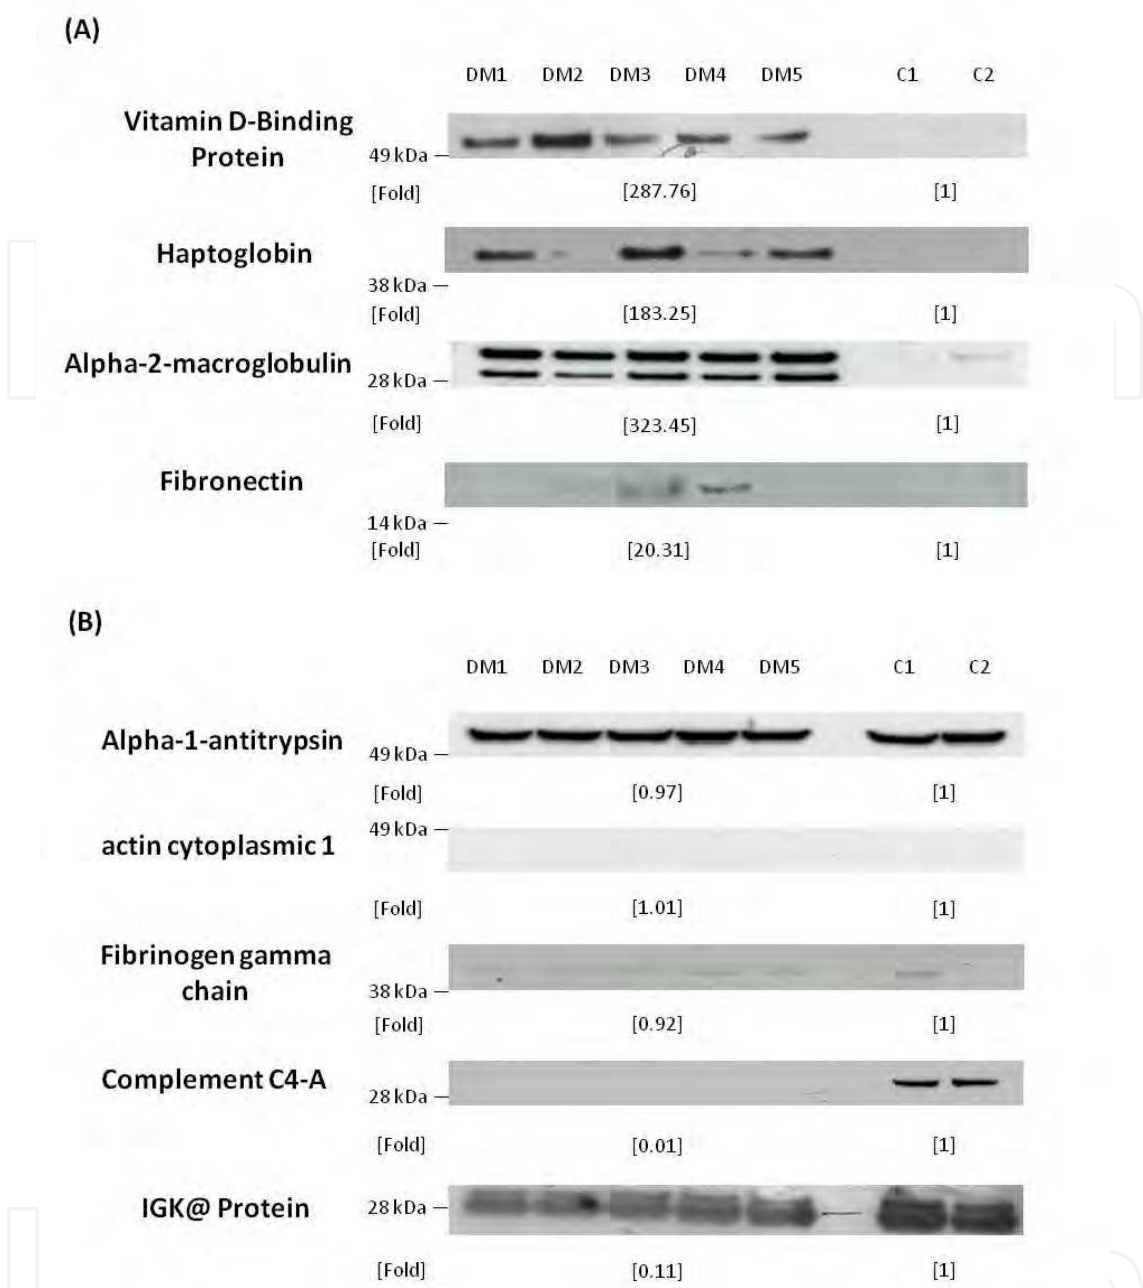 (A)
DM1 DM2 DM3 DM4 DM5 C1 C2
Vitamin D-Binding
Protein
49 kDa
[Fold] [287.76] [1]
Haptoglobin
38 kDa
[Fold] [183.25] [1]
Alpha-2-macroglobulin
28 kDa
[Fold] [323.45] [1]
Fibronectin
14 kDa
[Fold] [20.31] [1]
(B)
DM1 DM2 DM3 DM4 DM5 C1 C2
Alpha-1-antitrypsin
49 kDa
[Fold] [0.97] [1]
49 kDa
actin cytoplasmic 1
[Fold] [1.01] [1]
Fibrinogen gamma
chain
38 kDa
[Fold] [0.92] [1]
Complement C4-A
28 kDa
[Fold] [0.01] [1]
IGK@ Protein 28 kDa
[Fold] [0.11] [1]